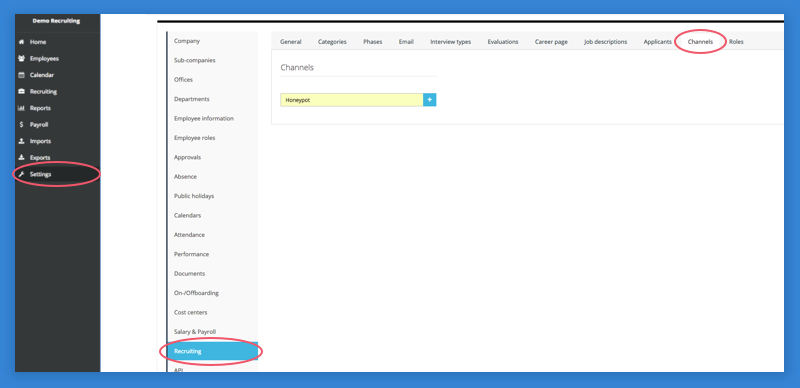 Demo Recruiting
Home
Employees
Calendar
Recruiting
Reports
Payroll
Imports
Exports
Settings
Company
Sub-companies
Offices
Departments
Employee information
Employee roles
Approvals
Absence
Public holidays
Calendars
Attendance
Performance
Documents
On-/Offboarding
Cost centers
Salary & Payroll
Recruiting
API
General Categories Phases Email Interview types Evaluations Career page Job descriptions Applicants Channels Roles
Channels
Honeypot
+